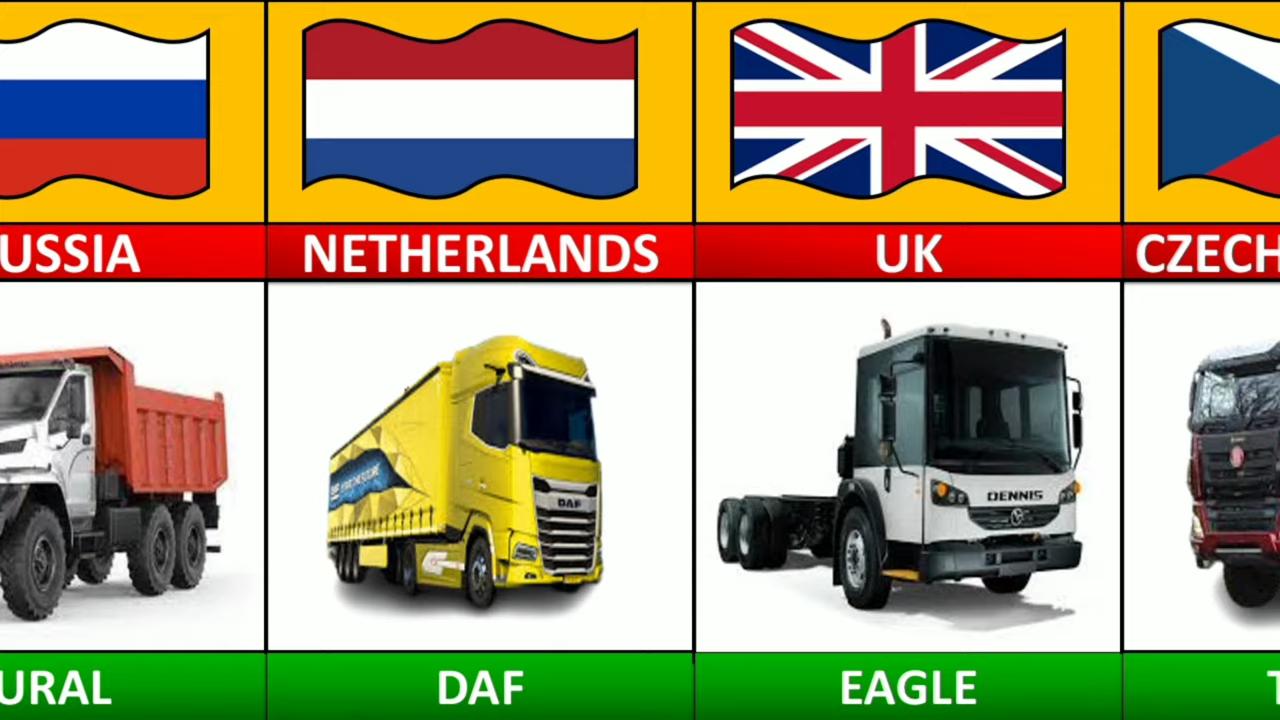 USSIA
NETHERLANDS
UK
CZECH
DAF
DENNIS
URAL
DAF
EAGLE
T